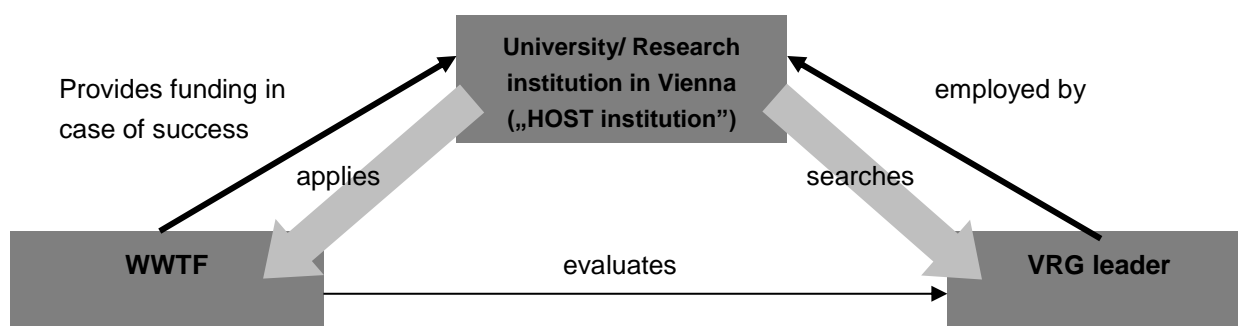 University/ Research
institution in Vienna
(„HOST institution”)
Provides funding in
case of success
employed by
applies
searches
WWTF
evaluates
VRG leader